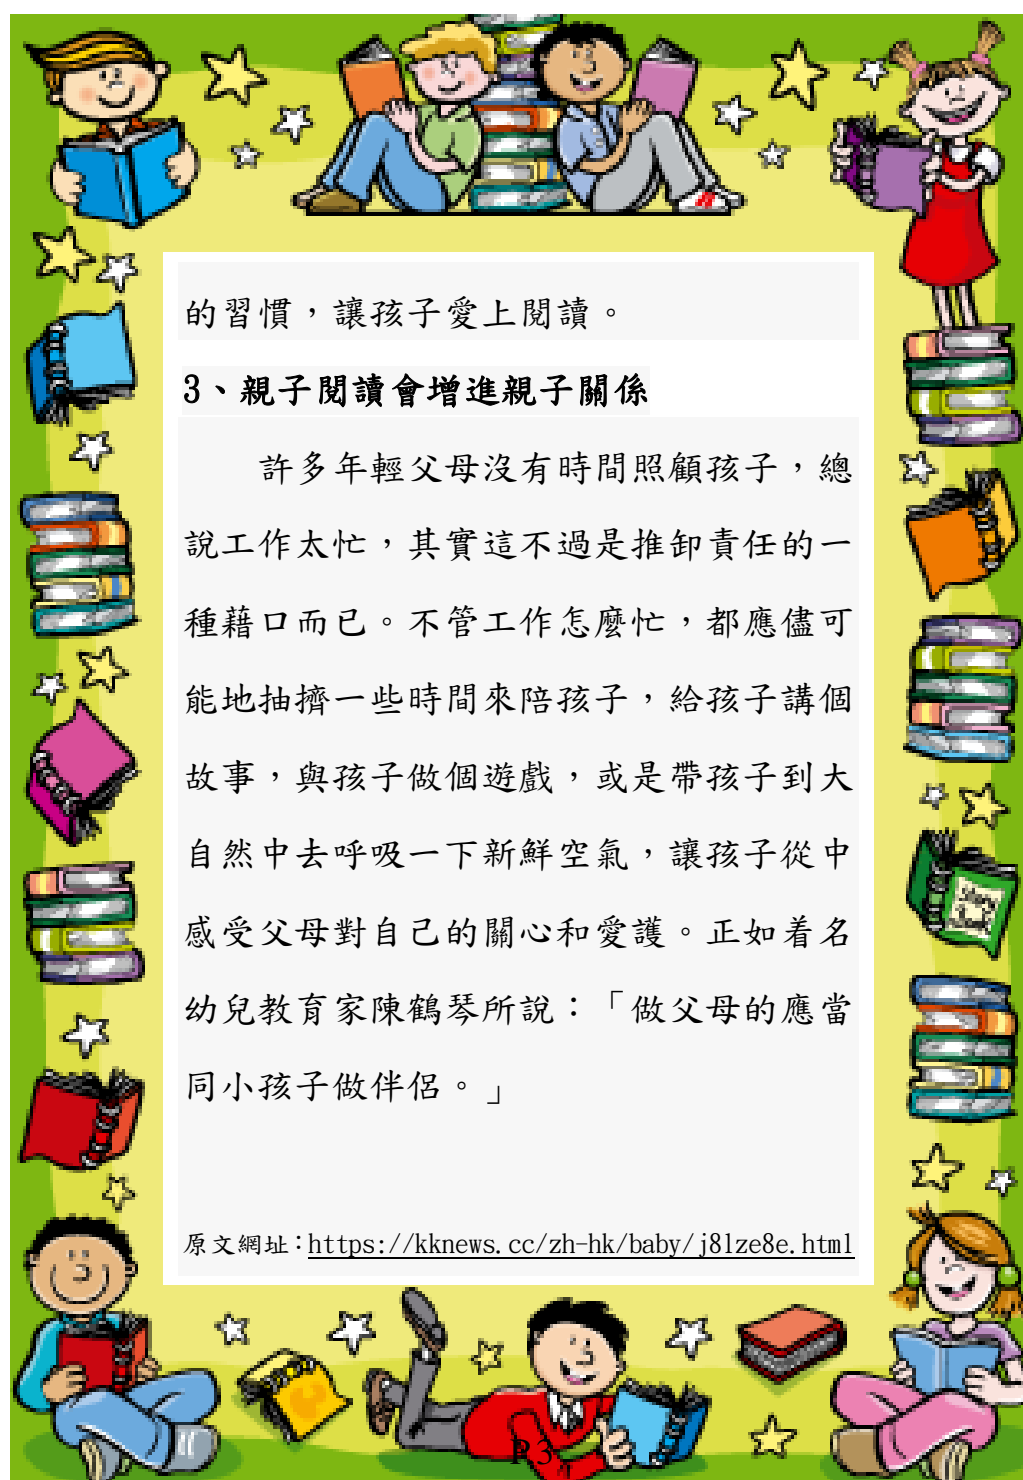 的習慣，讓孩子愛上閱讀。
3、親子閱讀會增進親子關係
許多年輕父母沒有時間照顧孩子，總
說工作太忙，其實這不過是推卸責任的一
種藉口而已。不管工作怎麼忙，都應儘可
能地抽擠一些時間來陪孩子，給孩子講個
故事，與孩子做個遊戲，或是帶孩子到大
自然中去呼吸一下新鮮空氣，讓孩子從中
感受父母對自己的關心和愛護。正如着名
幼兒教育家陳鶴琴所說：「做父母的應當
同小孩子做伴侶。」
原文網址：https://kknews.cc/zh-hk/baby/j8lze8e.html
Story
Book
P.3